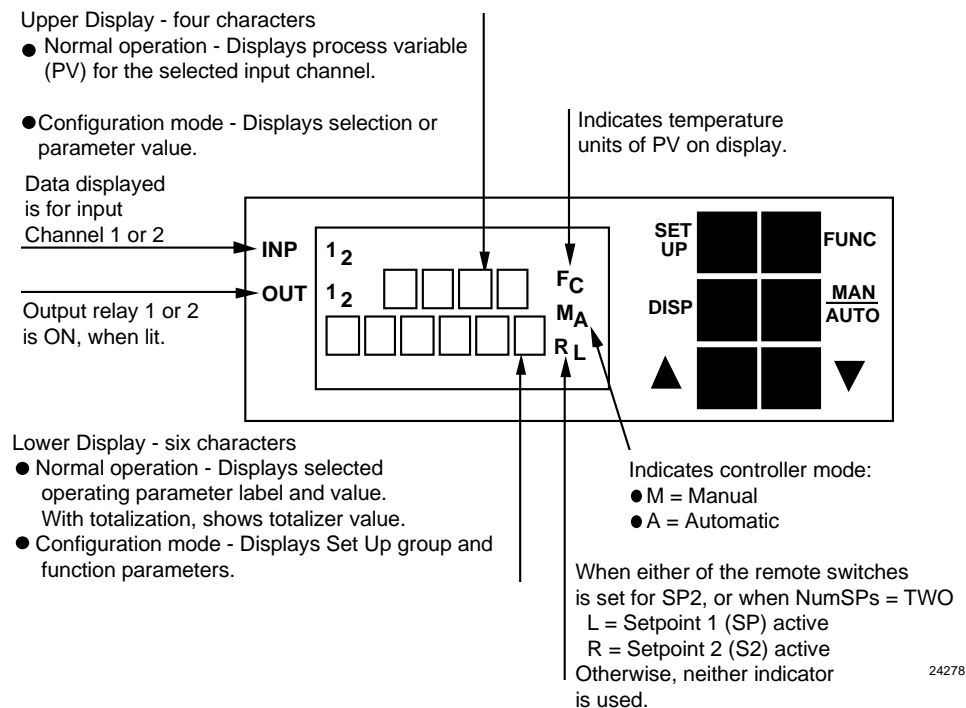 Upper Display - four characters
● Normal operation - Displays process variable
(PV) for the selected input channel.
● Configuration mode - Displays selection or
parameter value.
Indicates temperature
units of PV on display.
Data displayed
is for input
Channel 1 or 2
Output relay 1 or 2
is ON, when lit.
INP 1 2
OUT 1 2
F C
M A
R L
SET
UP
FUNC
DISP
MAN
AUTO
Lower Display - six characters
● Normal operation - Displays selected
operating parameter label and value.
With totalization, shows totalizer value.
● Configuration mode - Displays Set Up group and
function parameters.
Indicates controller mode:
● M = Manual
● A = Automatic
When either of the remote switches
is set for SP2, or when NumSPs = TWO
L = Setpoint 1 (SP) active
R = Setpoint 2 (S2) active
Otherwise, neither indicator
is used.
24278